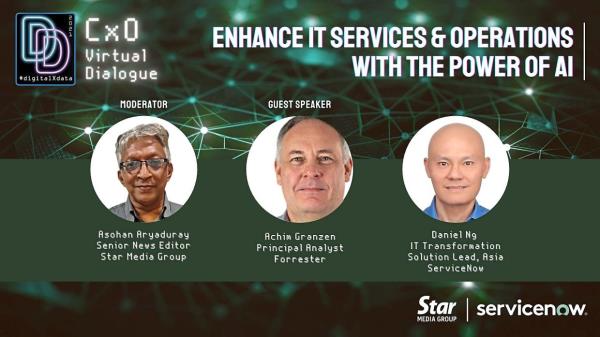 DD
2021
#digitalXdata
CxO
Virtual
Dialogue
ENHANCE IT SERVICES & OPERATIONS
WITH THE POWER OF AI
MODERATOR
GUEST SPEAKER
Asohan Aryaduray
Senior News Editor
Star Media Group
Achim Granzen
Principal Analyst
Forrester
Daniel Ng
IT Transformation
Solution Lead, Asia
ServiceNow
Star
MEDIA GROUP
servicenow.